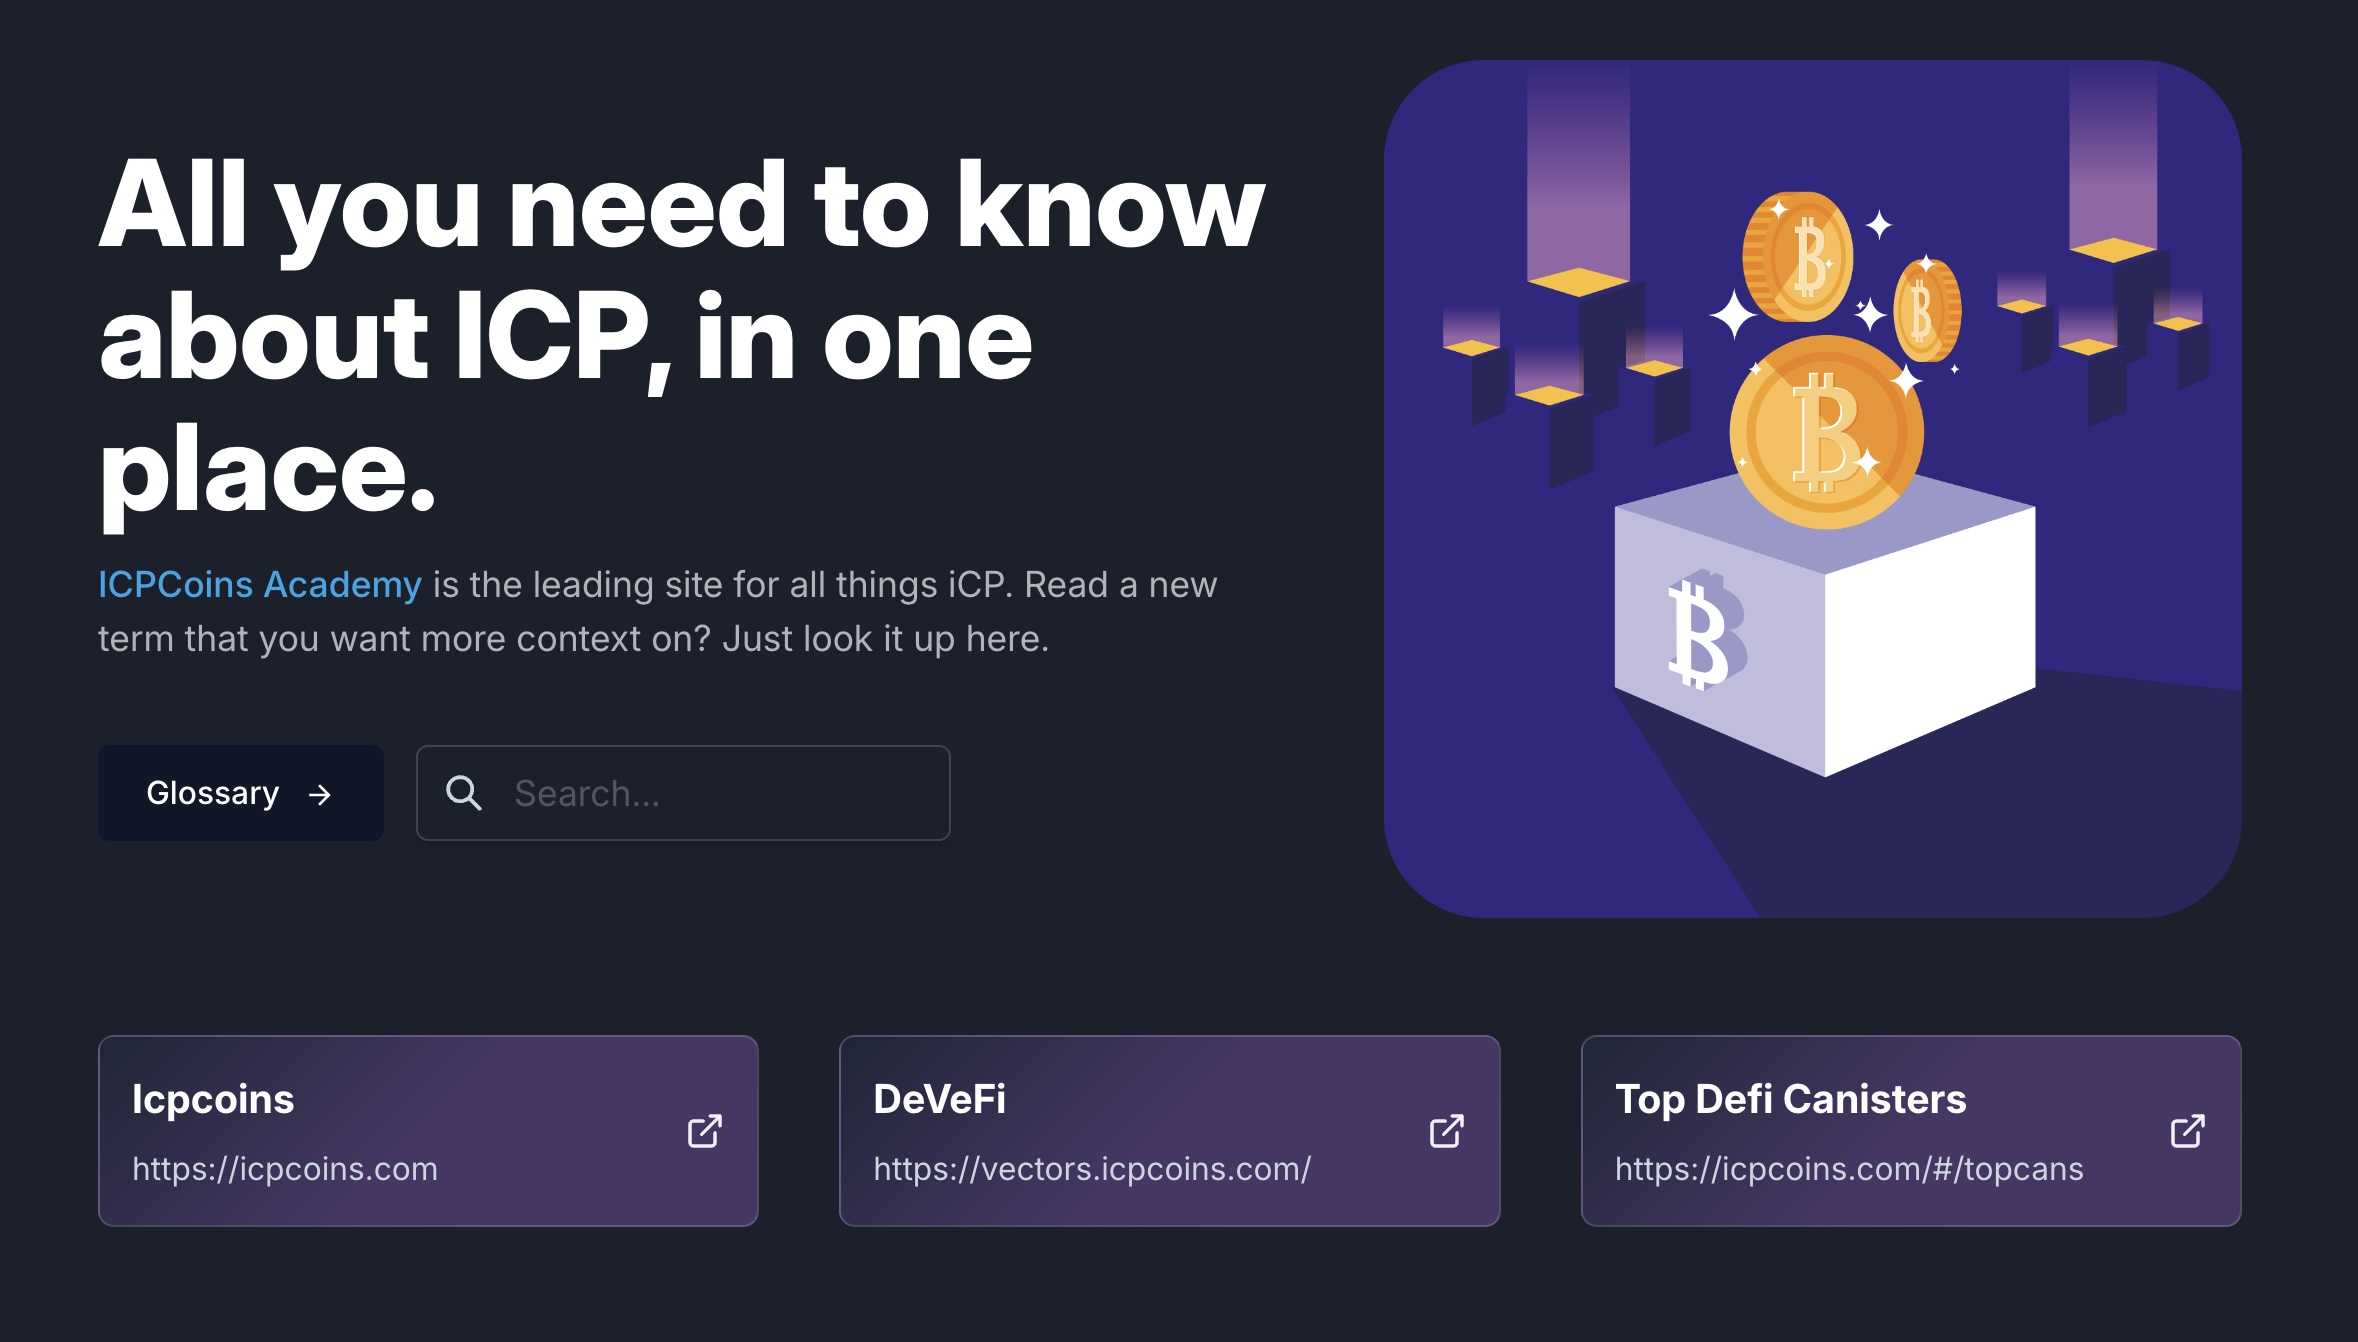 All you need to know
about ICP, in one
place.
ICPCoins Academy is the leading site for all things iCP. Read a new
term that you want more context on? Just look it up here.
Glossary →
Search...
Icpcoins
https://icpcoins.com
DeVeFi
https://vectors.icpcoins.com/
Top Defi Canisters
https://icpcoins.com/#/topcans